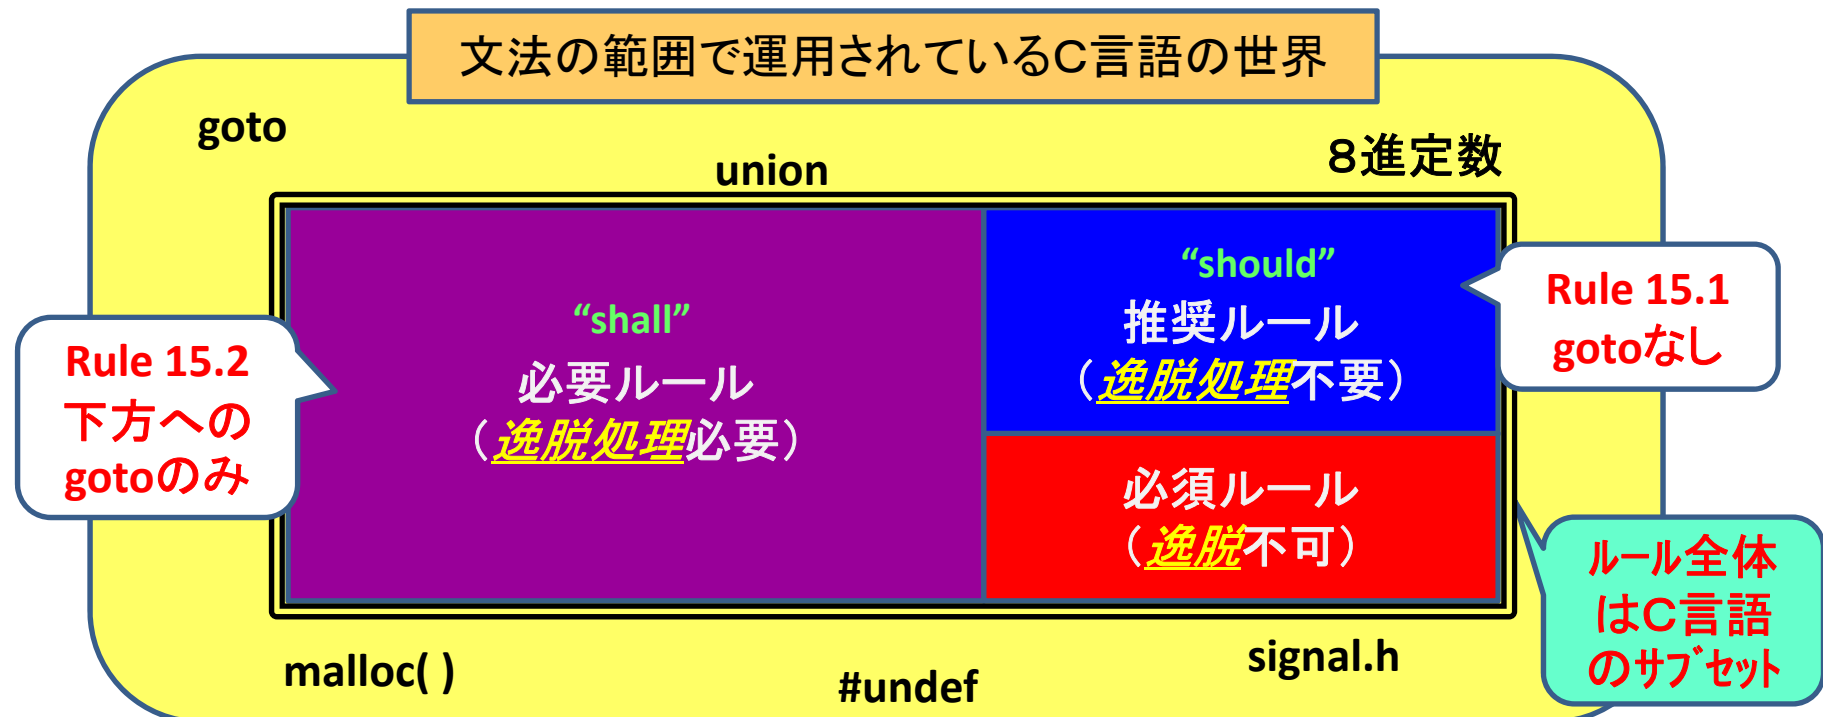 文法の範囲で運用されているC言語の世界
goto
union
８進定数
“shall”
必要ルール
（逸脱処理必要）
“should”
推奨ルール
（逸脱処理不要）
必須ルール
（逸脱不可）
Rule 15.2
下方への
gotoのみ
Rule 15.1
gotoなし
ﾙｰﾙ全体
はC言語
のｻﾌﾞｾｯﾄ
malloc( )
#undef
signal.h